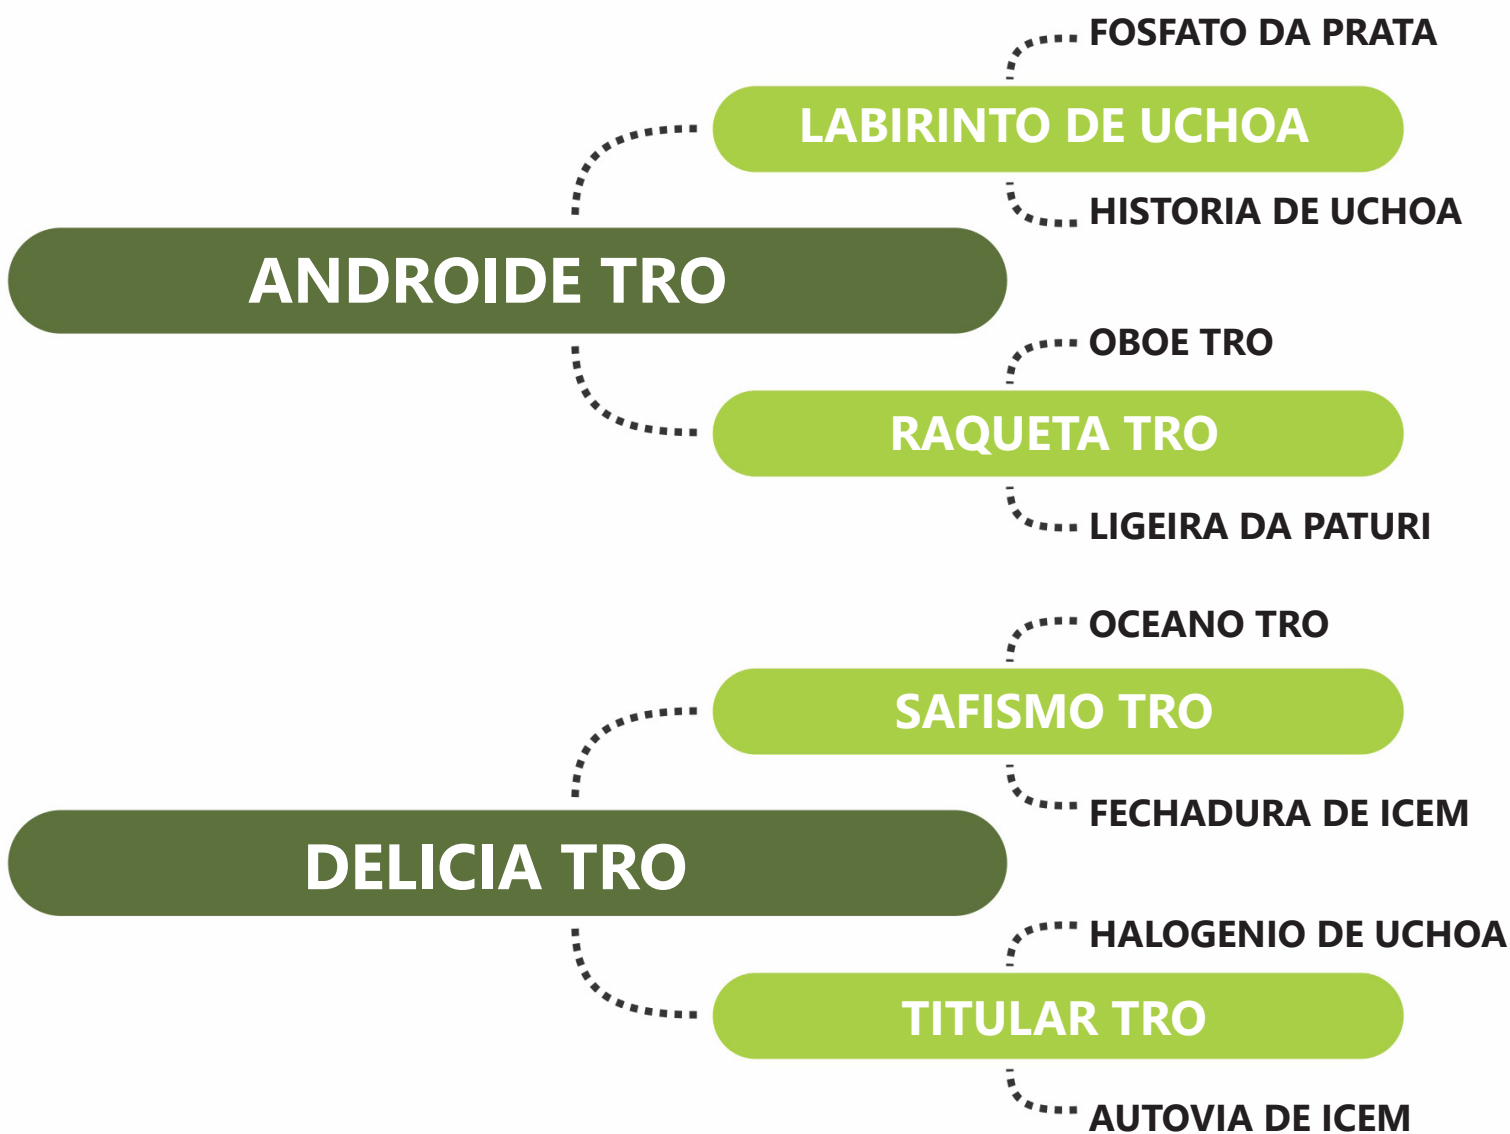 FOSFATO DA PRATA
LABIRINTO DE UCHOA
HISTORIA DE UCHOA
ANDROIDE TRO
OBOE TRO
RAQUETA TRO
LIGEIRA DA PATURI
OCEANO TRO
SAFISMO TRO
FECHADURA DE ICEM
DELICIA TRO
HALOGENIO DE UCHOA
TITULAR TRO
AUTOVIA DE ICEM